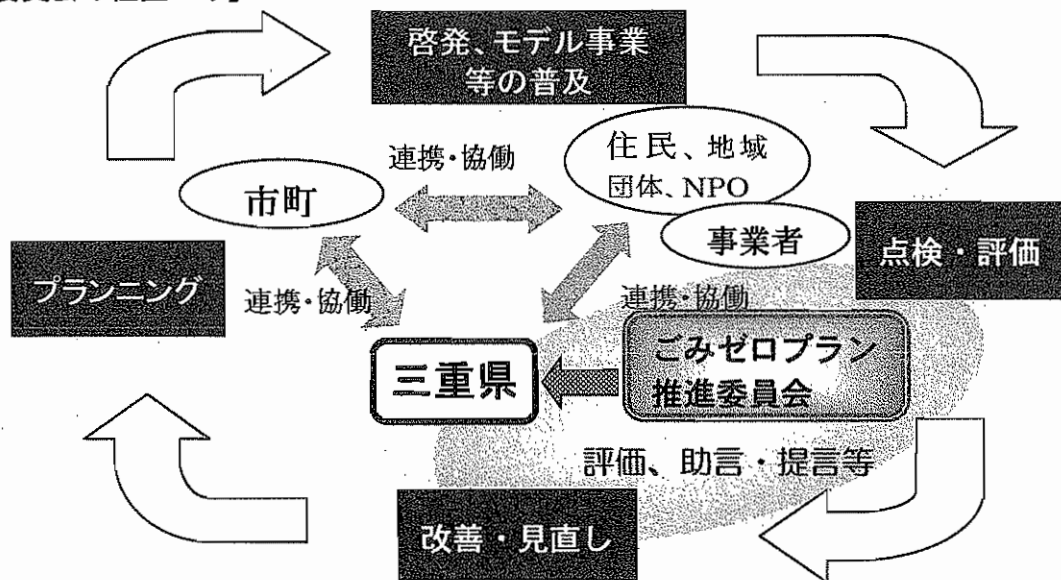 啓発、モデル事業
等の普及
連携・協働
住民、地域
団体、NPO
市町
事業者
点検・評価
プランニング
連携・協働
連携・協働
ごみゼロプラン
推進委員会
三重県
評価、助言・提言等
改善・見直し